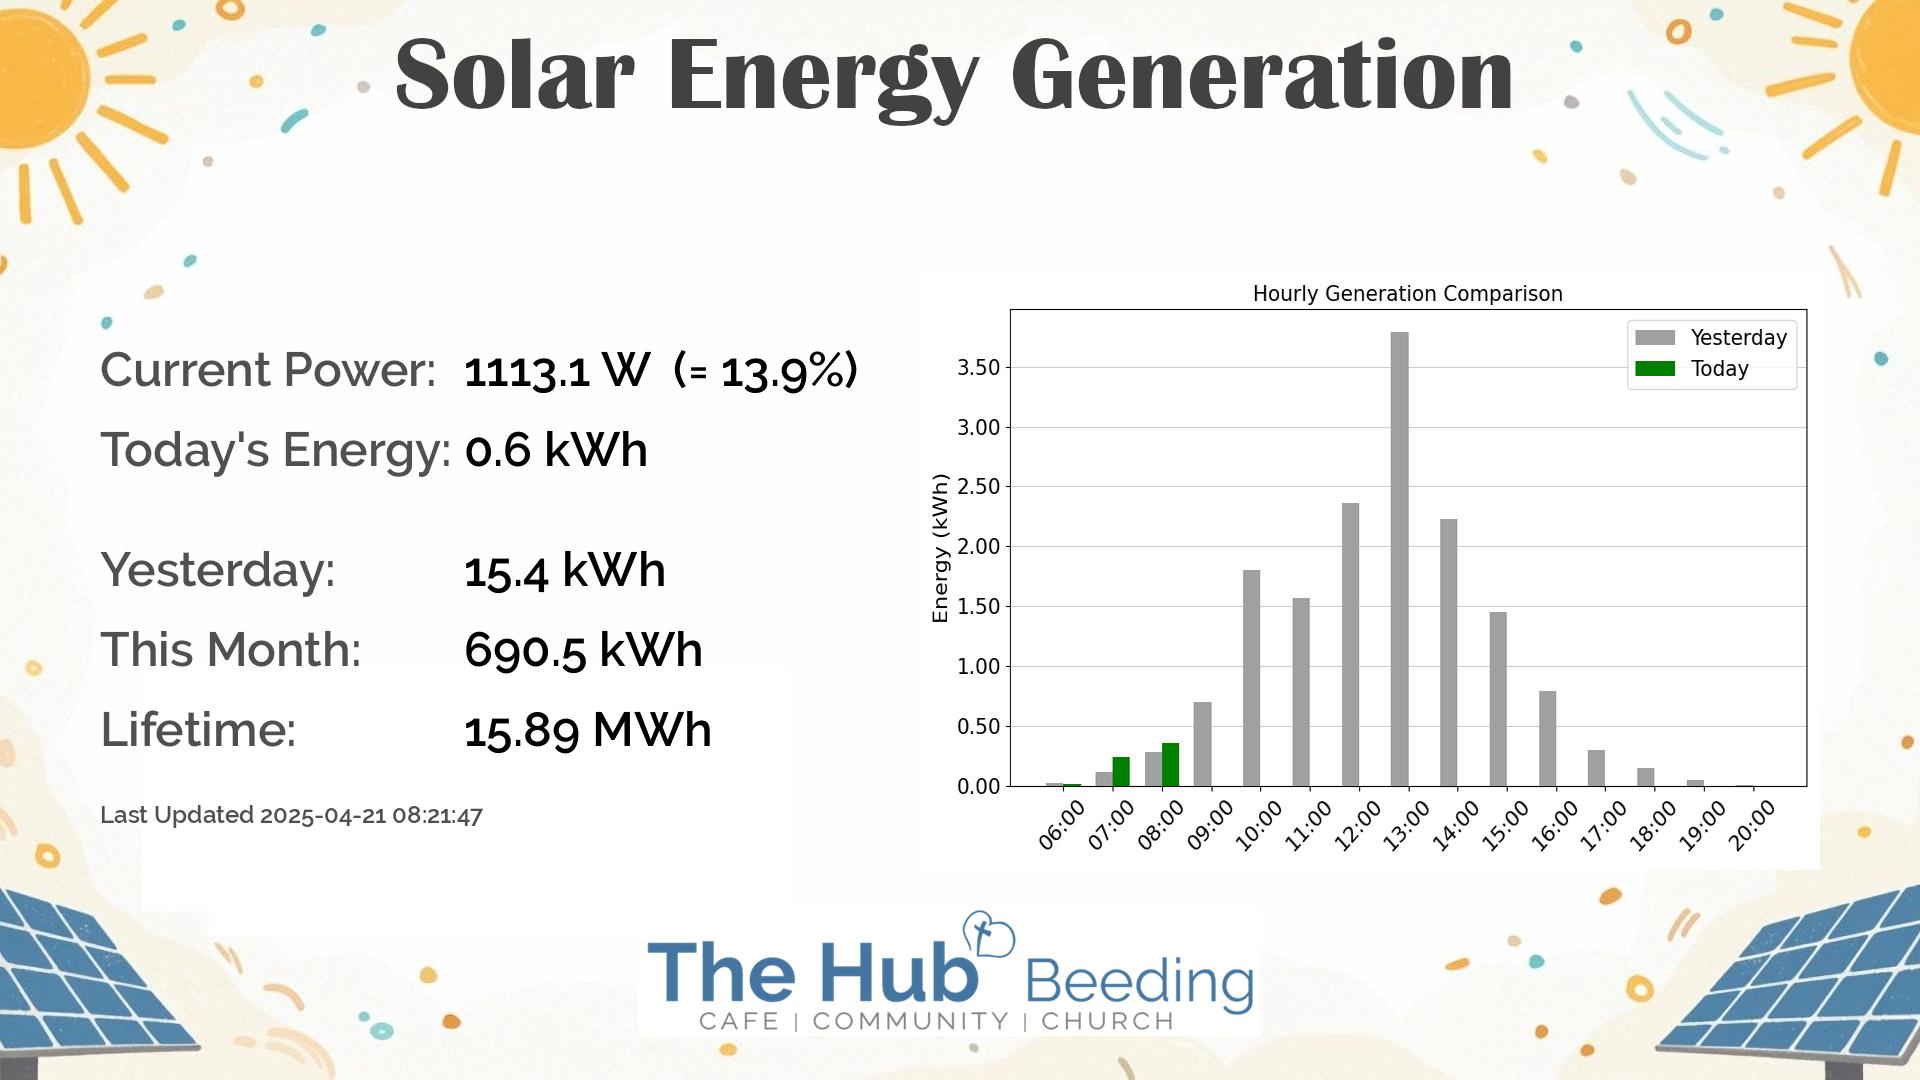 Solar Energy Generation
Current Power: 1113.1 W (= 13.9%)
Today's Energy: 0.6 kWh
Yesterday: 15.4 kWh
This Month: 690.5 kWh
Lifetime: 15.89 MWh
Last Updated 2025-04-21 08:21:47
Hourly Generation Comparison
Yesterday
Today
Energy (kWh)
3.50
3.00
2.50
2.00
1.50
1.00
0.50
0.00
06:00 07:00 08:00 09:00 10:00 11:00 12:00 13:00 14:00 15:00 16:00 17:00 18:00 19:00 20:00
The Hub Beeding
CAFE | COMMUNITY | CHURCH